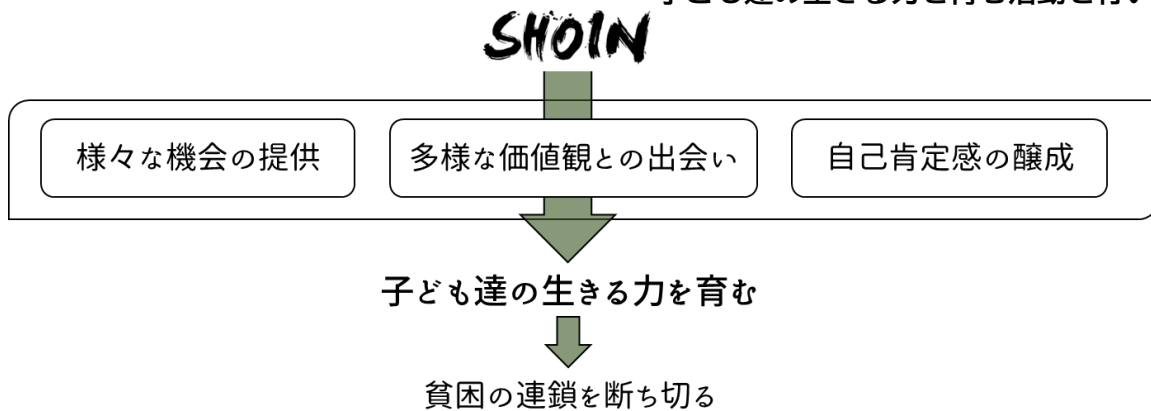 SHOIN
様々な機会の提供
多様な価値観との出会い
自己肯定感の醸成
子ども達の生きる力を育む
貧困の連鎖を断ち切る